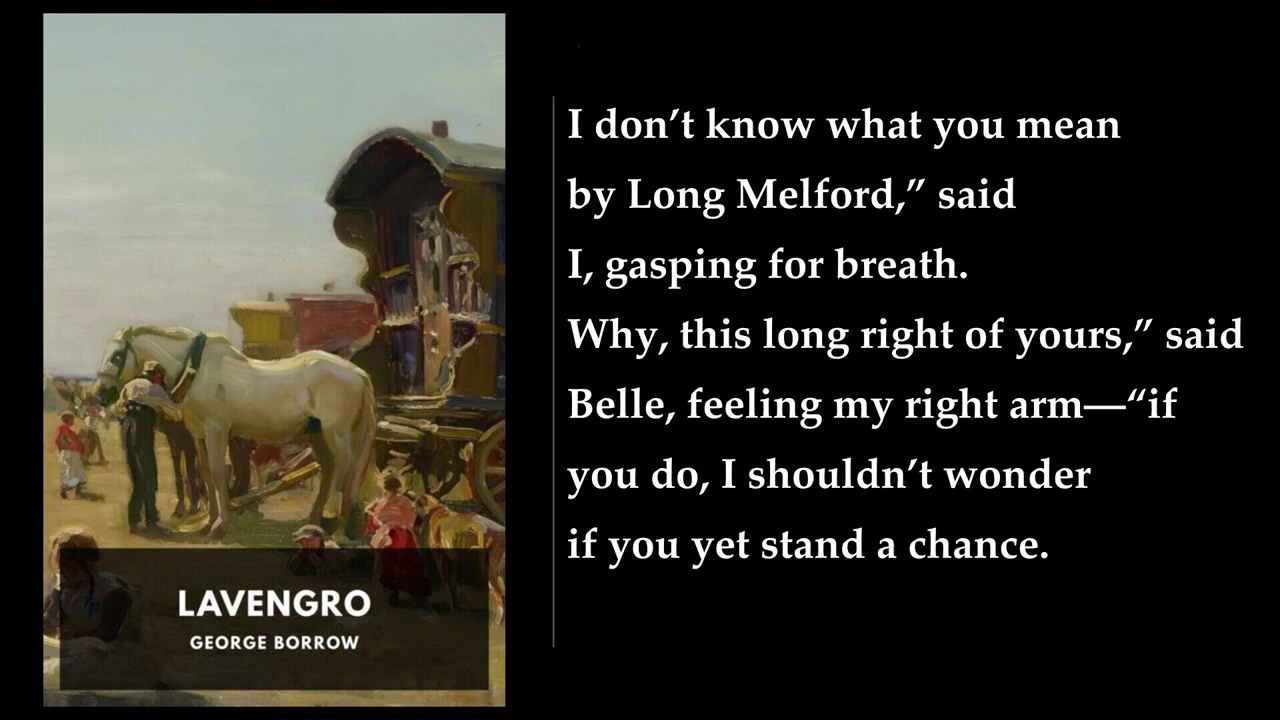 LAVENGRO
GEORGE BORROW
I don’t know what you mean
by Long Melford,” said
I, gasping for breath.
Why, this long right of yours,” said
Belle, feeling my right arm—“if
you do, I shouldn’t wonder
if you yet stand a chance.